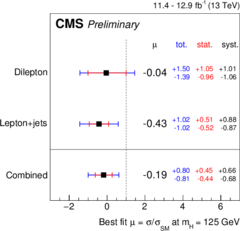 11.4 - 12.9 fb⁻¹ (13 TeV)
CMS Preliminary
μ tot. stat. syst.
Dilepton -0.04 +1.50 -1.39 +1.05 -0.96 +1.01 -1.06
Lepton+jets -0.43 +1.02 -1.02 +0.51 -0.52 +0.88 -0.87
Combined -0.19 +0.80 -0.81 +0.45 -0.44 +0.66 -0.68
−2 0 2 4 6
Best fit μ = σ/σ_SM at m_H = 125 GeV